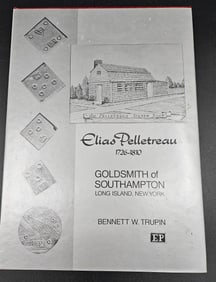 Elias Pelletreau
1726-1810
GOLDSMITH of
SOUTHAMPTON
LONG ISLAND, NEW YORK
BENNETT W. TRUPIN
EP